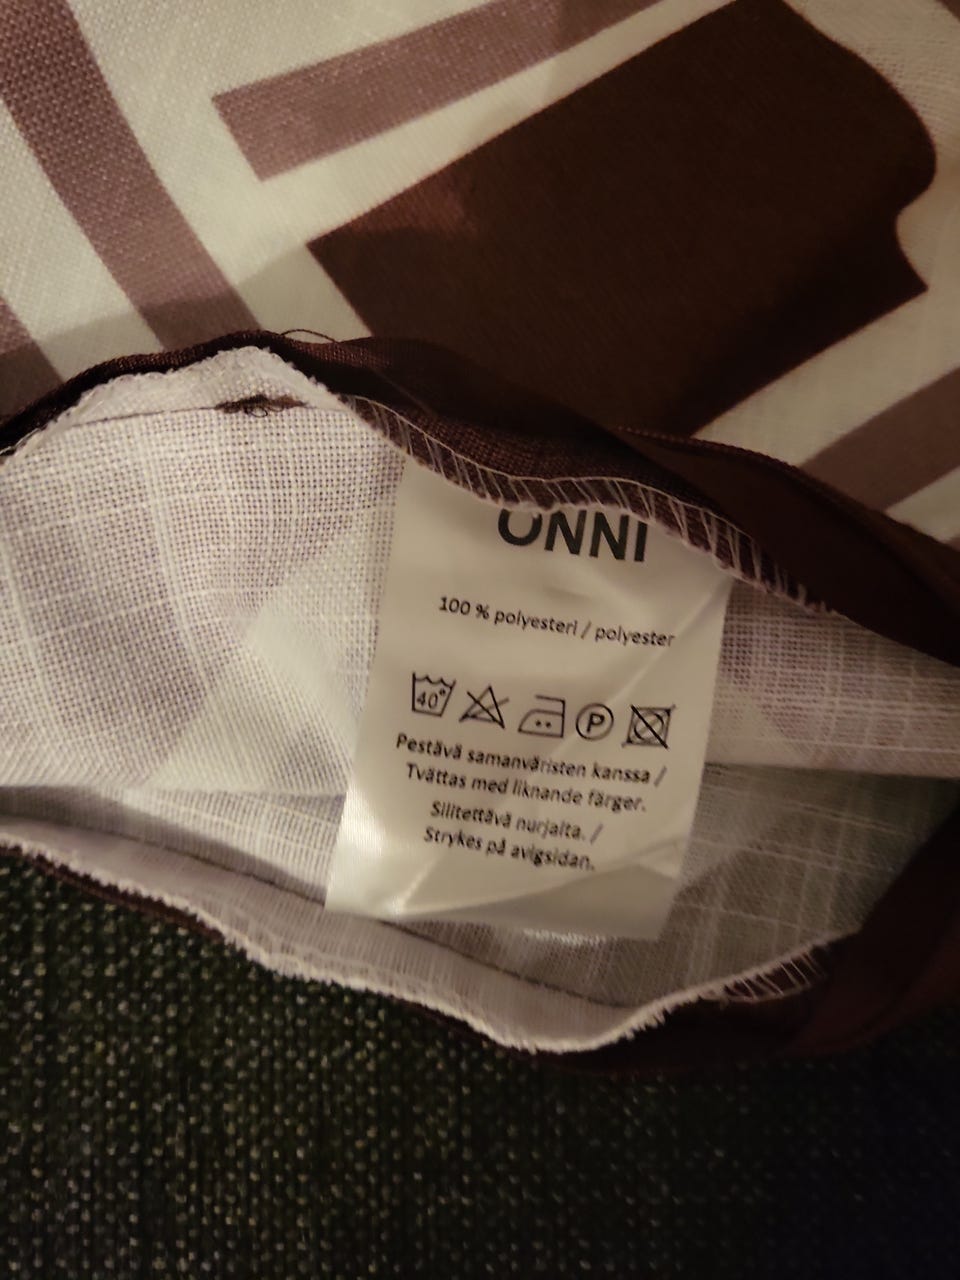 ONNI
100 % polyesteri / polyester
40°
P
Pestävä samanväristen kanssa /
Tvättas med liknande färger.
Silitettävä nurjalta. /
Strykes på avigsidan.